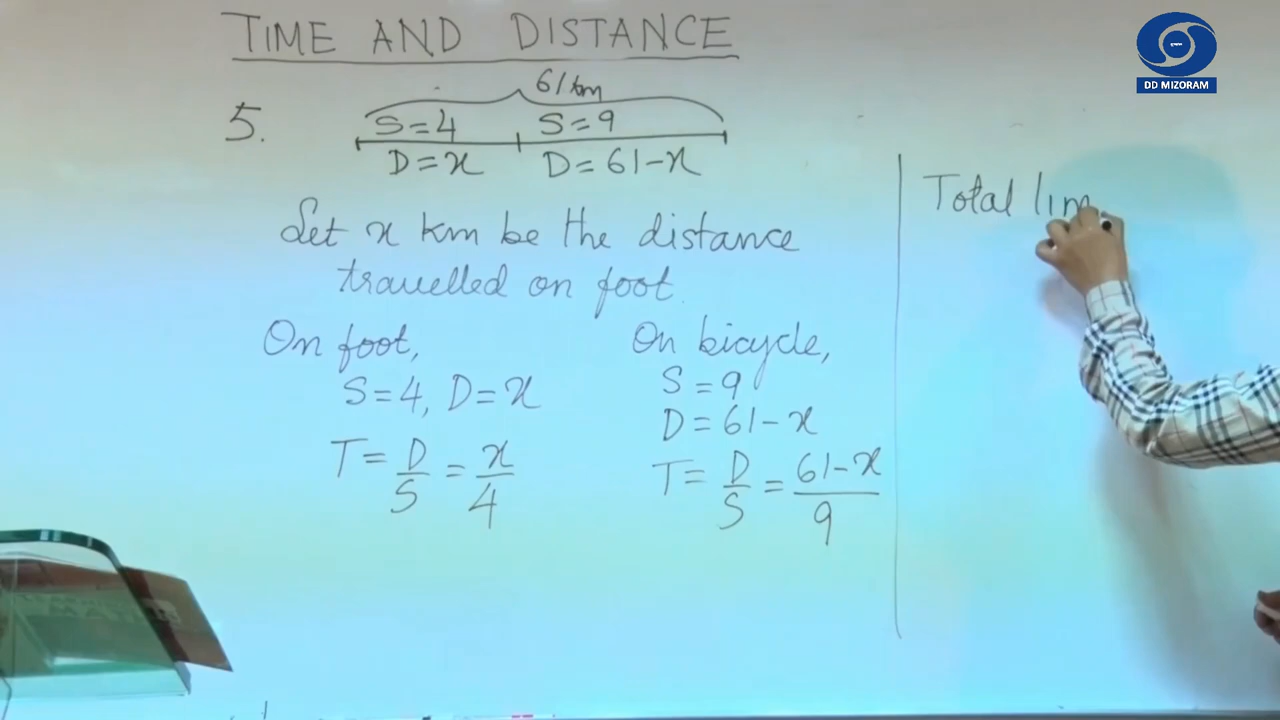 TIME AND DISTANCE
DD MIZORAM
61 km
5.
S=4 S=9
D=x D=61-x
Let x km be the distance
travelled on foot
On foot,
S=4, D=x
T= D/S = x/4
On bicycle,
S=9
D=61-x
T= D/S = 61-x/9
Total tim